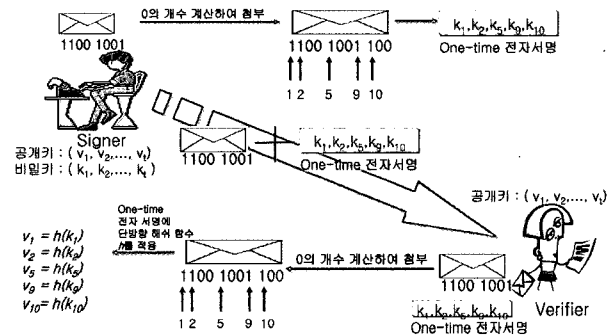 0의 개수 계산하여 첨부
k₁,k₂,k₅,k₉,k₁₀
1100 1001
1100 1001 100
One-time 전자서명
1 2 5 9 10
Signer
공개키 : ( v₁, v₂,..., vₜ)
비밀키 : ( k₁, k₂,..., kₜ)
k₁,k₂,k₅,k₉,k₁₀
1100 1001
One-time 전자서명
공개키 : ( v₁, v₂,..., vₜ)
One-time
전자 서명에
단방향 해쉬 함수
h를 적용
v₁ = h(k₁)
v₂ = h(k₂)
v₅ = h(k₅)
v₉ = h(k₉)
v₁₀= h(k₁₀)
0의 개수 계산하여 첨부
1100 1001 100
1100 1001
1 2 5 9 10
k₁,k₂,k₅,k₉,k₁₀
One-time 전자서명
Verifier